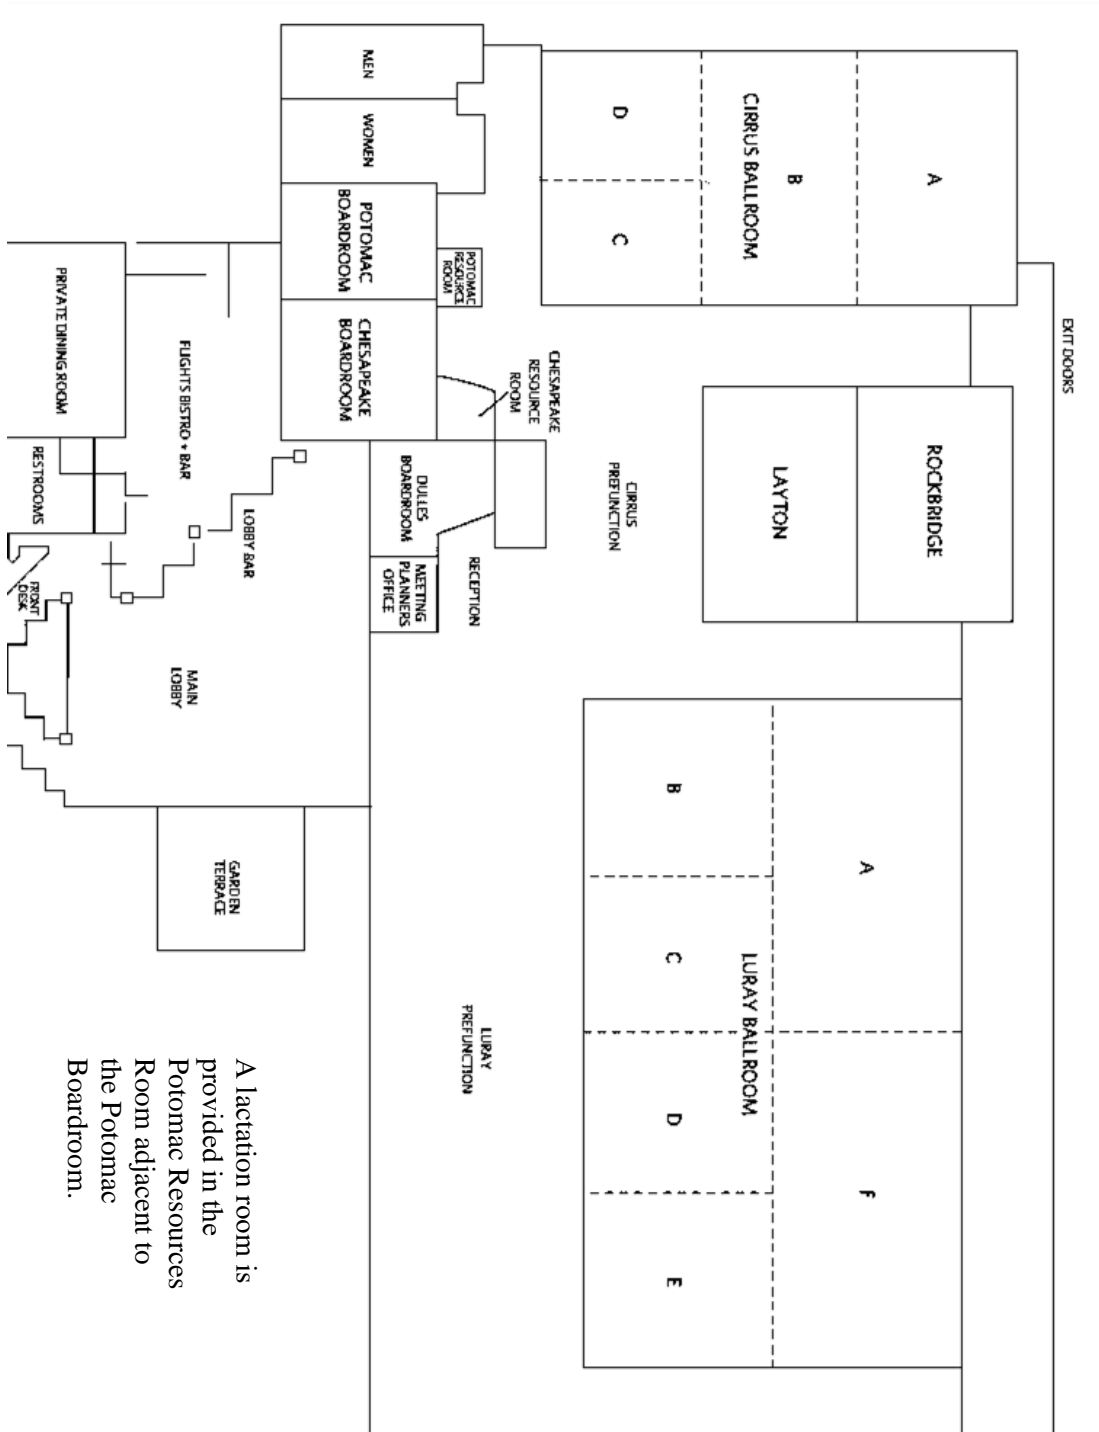 EXIT DOORS
A
B
CIRRUS BALLROOM
D
C
ROCKBRIDGE
LAYTON
A
F
LURAY BALLROOM
B
C
D
E
CIRRUS
PREFUNCTION
CHESAPEAKE
RESOURCE
ROOM
POTOMAC
RESOURCE
ROOM
RECEPTION
LURAY
PREFUNCTION
MEN
WOMEN
POTOMAC
BOARDROOM
CHESAPEAKE
BOARDROOM
DULLES
BOARDROOM
MEETING
PLANNERS
OFFICE
LOBBY BAR
FLIGHTS BISTRO + BAR
PRIVATE DINING ROOM
RESTROOMS
FRONT
DESK
MAIN
LOBBY
GARDEN
TERRACE
A lactation room is
provided in the
Potomac Resources
Room adjacent to
the Potomac
Boardroom.